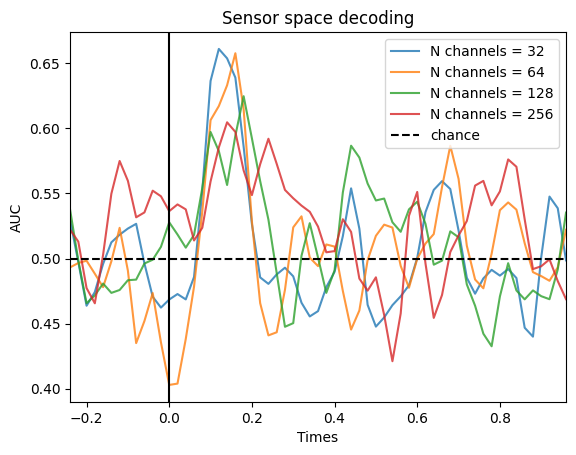 Sensor space decoding
N channels = 32
N channels = 64
N channels = 128
N channels = 256
chance
AUC
0.65
0.60
0.55
0.50
0.45
0.40
−0.2 0.0 0.2 0.4 0.6 0.8
Times